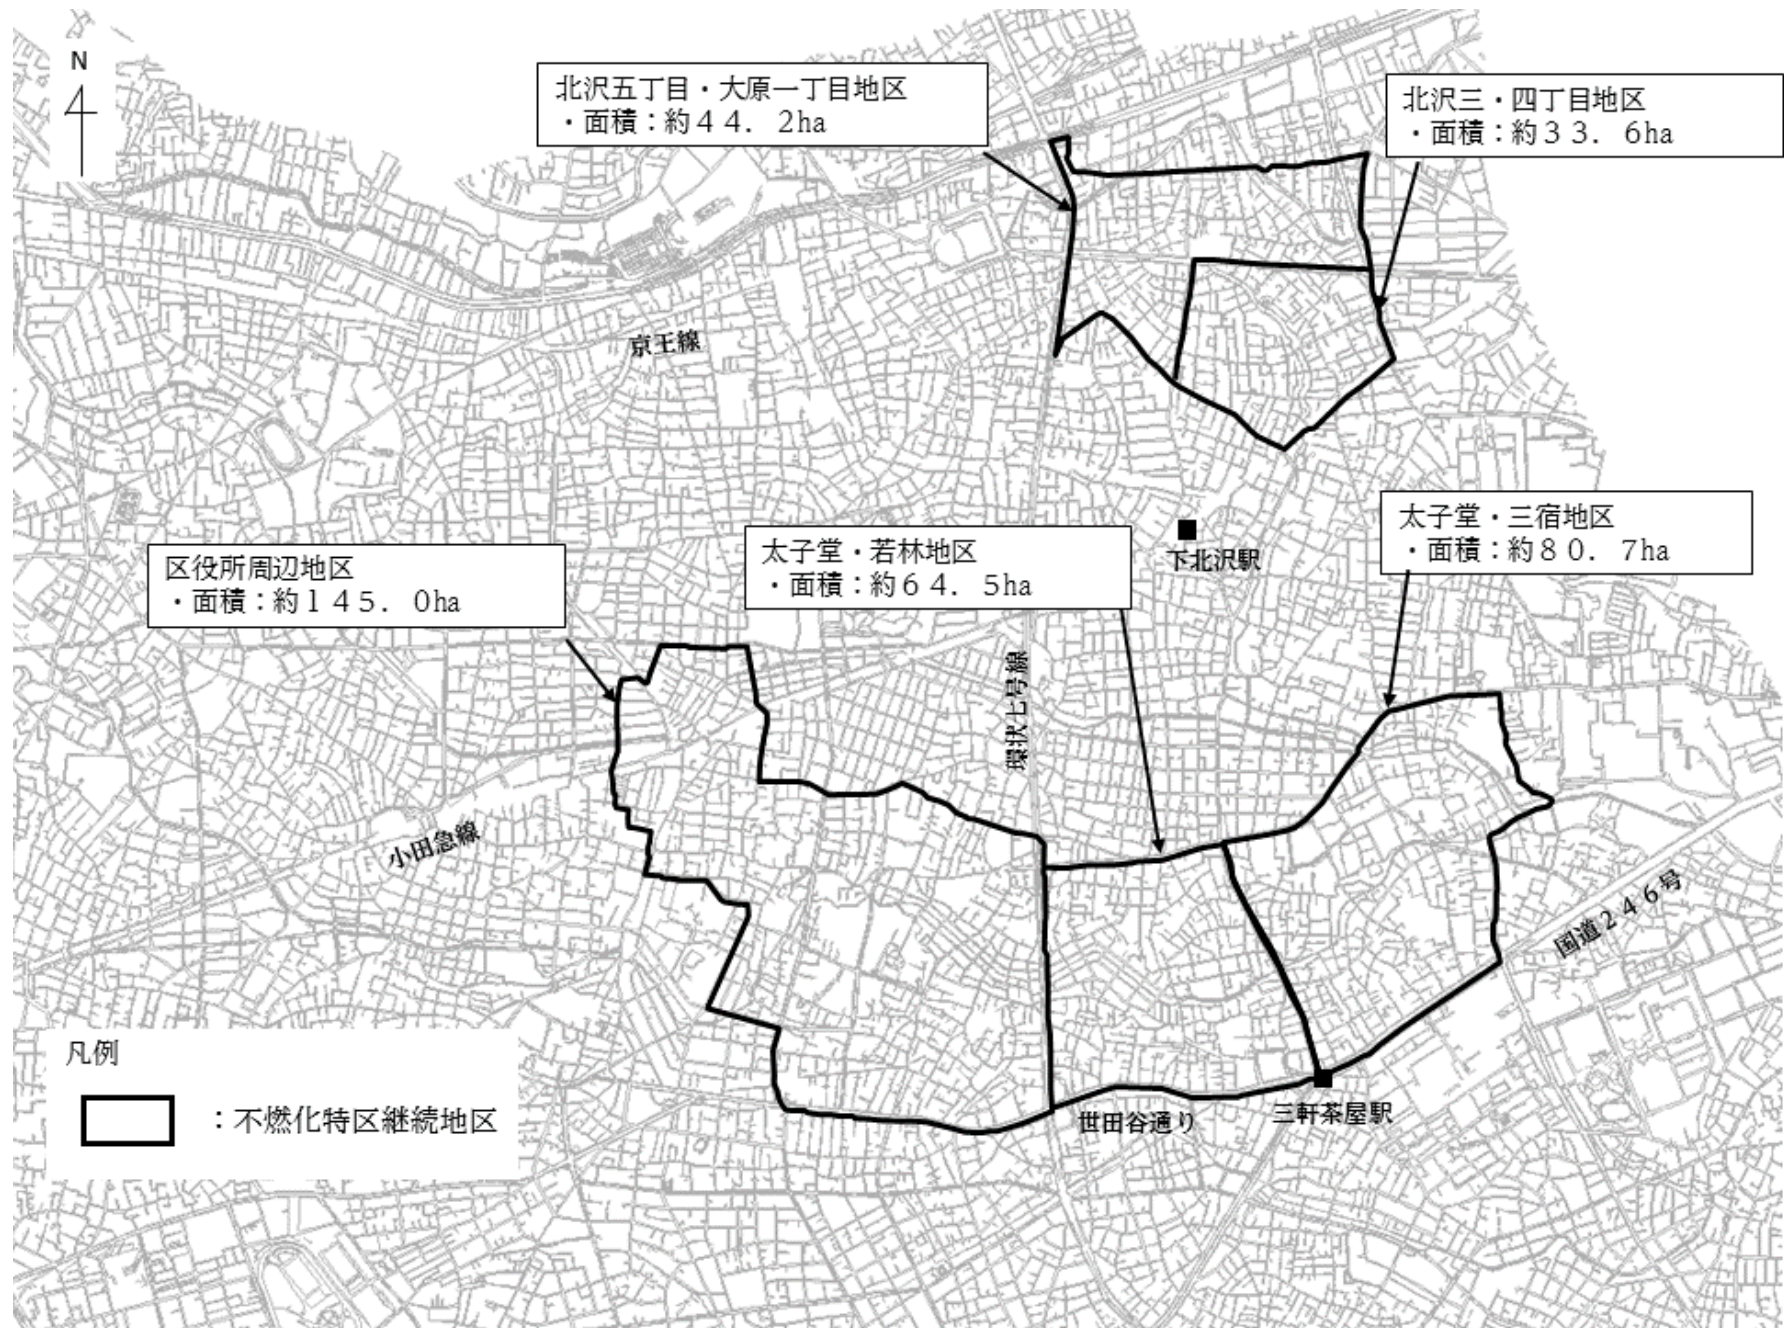 N
北沢五丁目・大原一丁目地区
・面積：約４４．２ha
北沢三・四丁目地区
・面積：約３３．６ha
京王線
太子堂・三宿地区
・面積：約８０．７ha
太子堂・若林地区
・面積：約６４．５ha
下北沢駅
区役所周辺地区
・面積：約１４５．０ha
環状七号線
小田急線
国道２４６号
凡例
：不燃化特区継続地区
世田谷通り
三軒茶屋駅